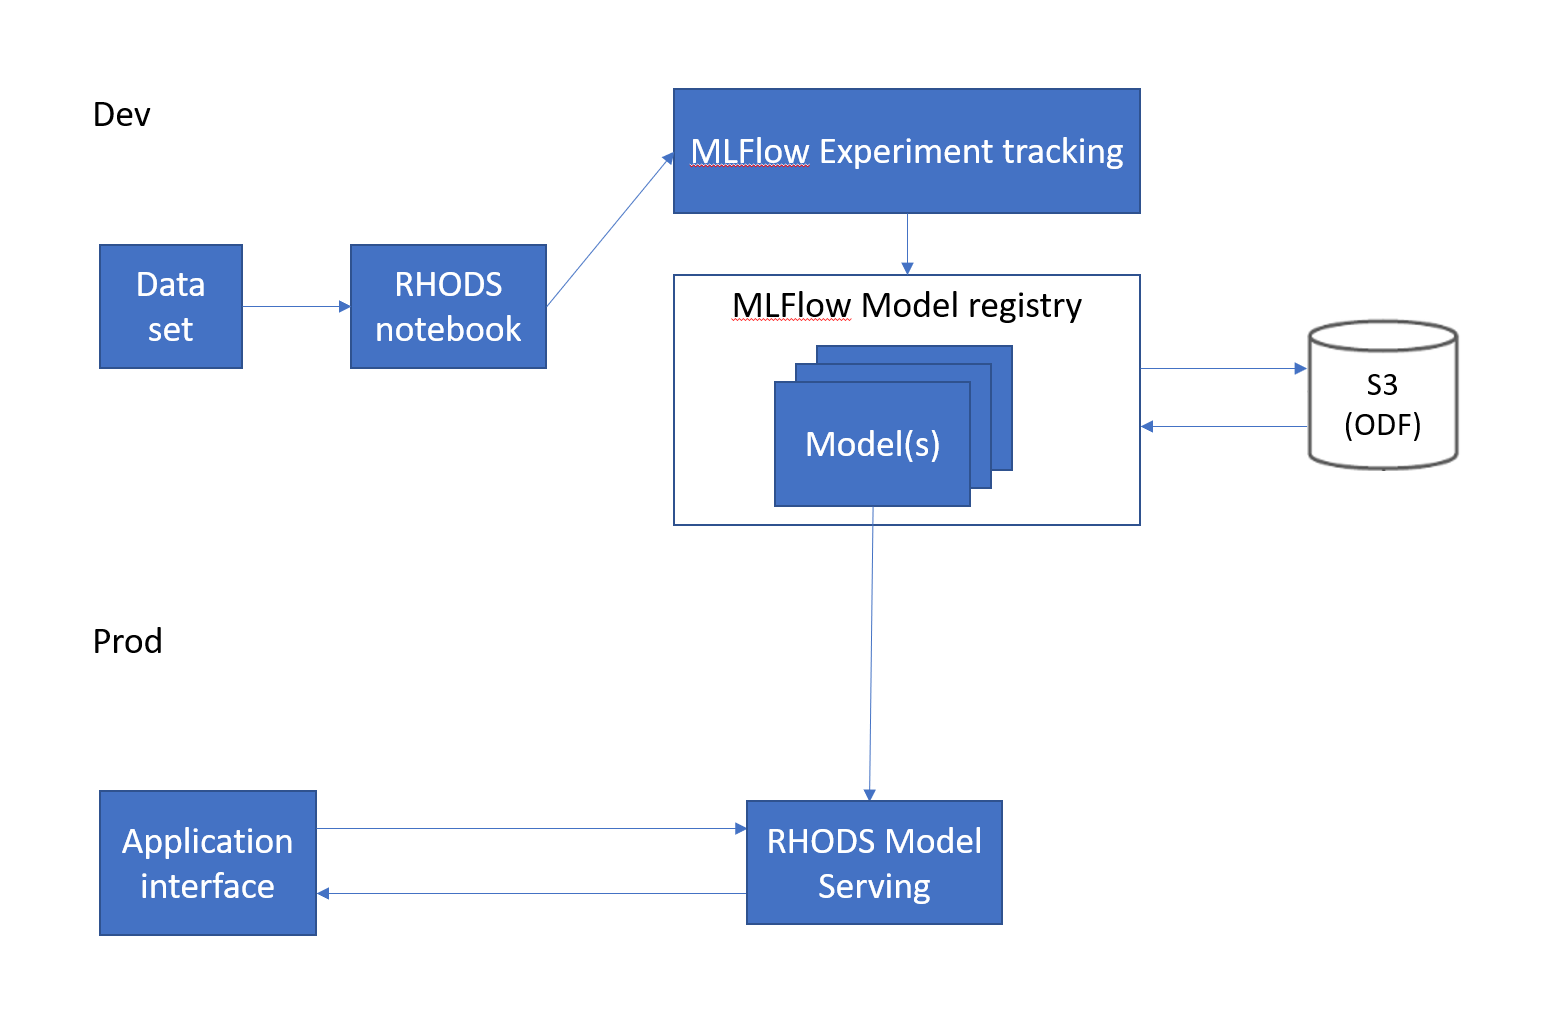 Dev
MLFlow Experiment tracking
Data
set
RHODS
notebook
MLFlow Model registry
Model(s)
S3
(ODF)
Prod
Application
interface
RHODS Model
Serving